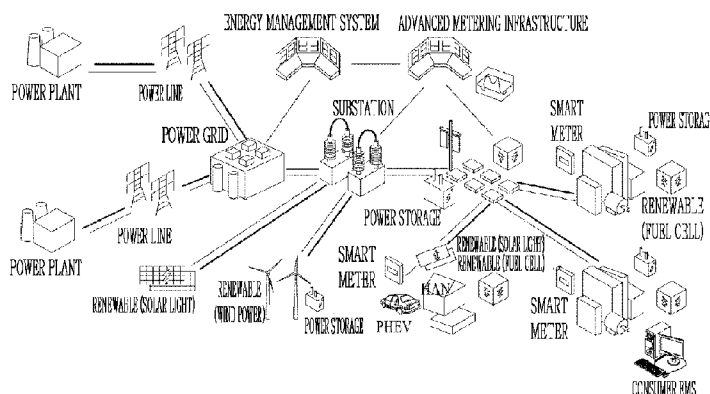 ENERGY MANAGEMENT SYSTEM
ADVANCED METERING INFRASTRUCTURE
POWER PLANT
POWER LINE
SUBSTATION
SMART
METER
POWER STORAG
POWER GRID
RENEWABLE
(FUEL CELL)
POWER LINE
POWER STORAGE
POWER PLANT
RENEWABLE (SOLAR LIGHT)
RENEWABLE
(WIND POWER)
POWER STORAGE
SMART
METER
RENEWABLE (SOLAR LIGHT)
RENEWABLE (FUEL CELL)
HAN
PHEV
SMART
METER
CONSUMER EMS